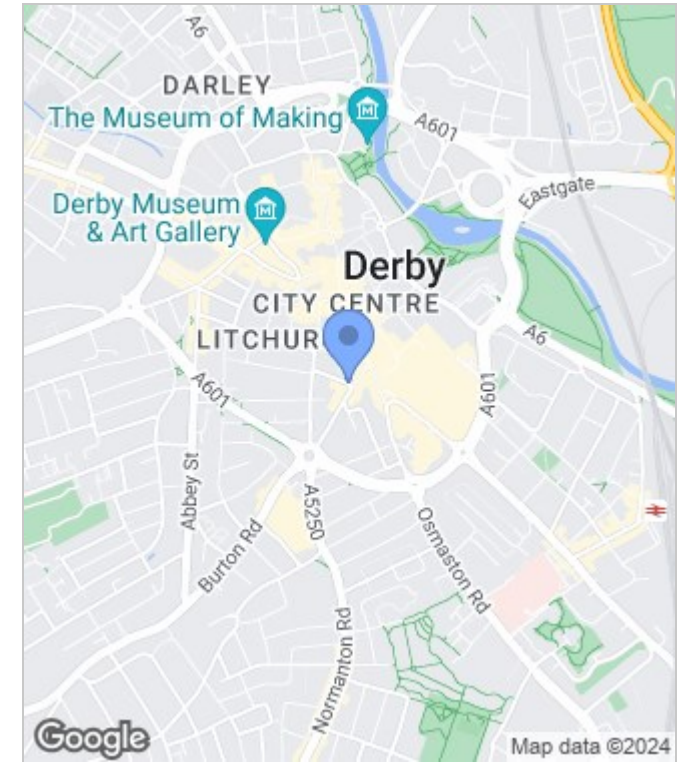 A6
DARLEY
The Museum of Making
A601
Eastgate
Derby Museum
& Art Gallery
Derby
CITY CENTRE
LITCHUR
A6
A601
A601
Abbey St
A5250
Burton Rd
Osmaston Rd
Normanton Rd
Google
Map data ©2024